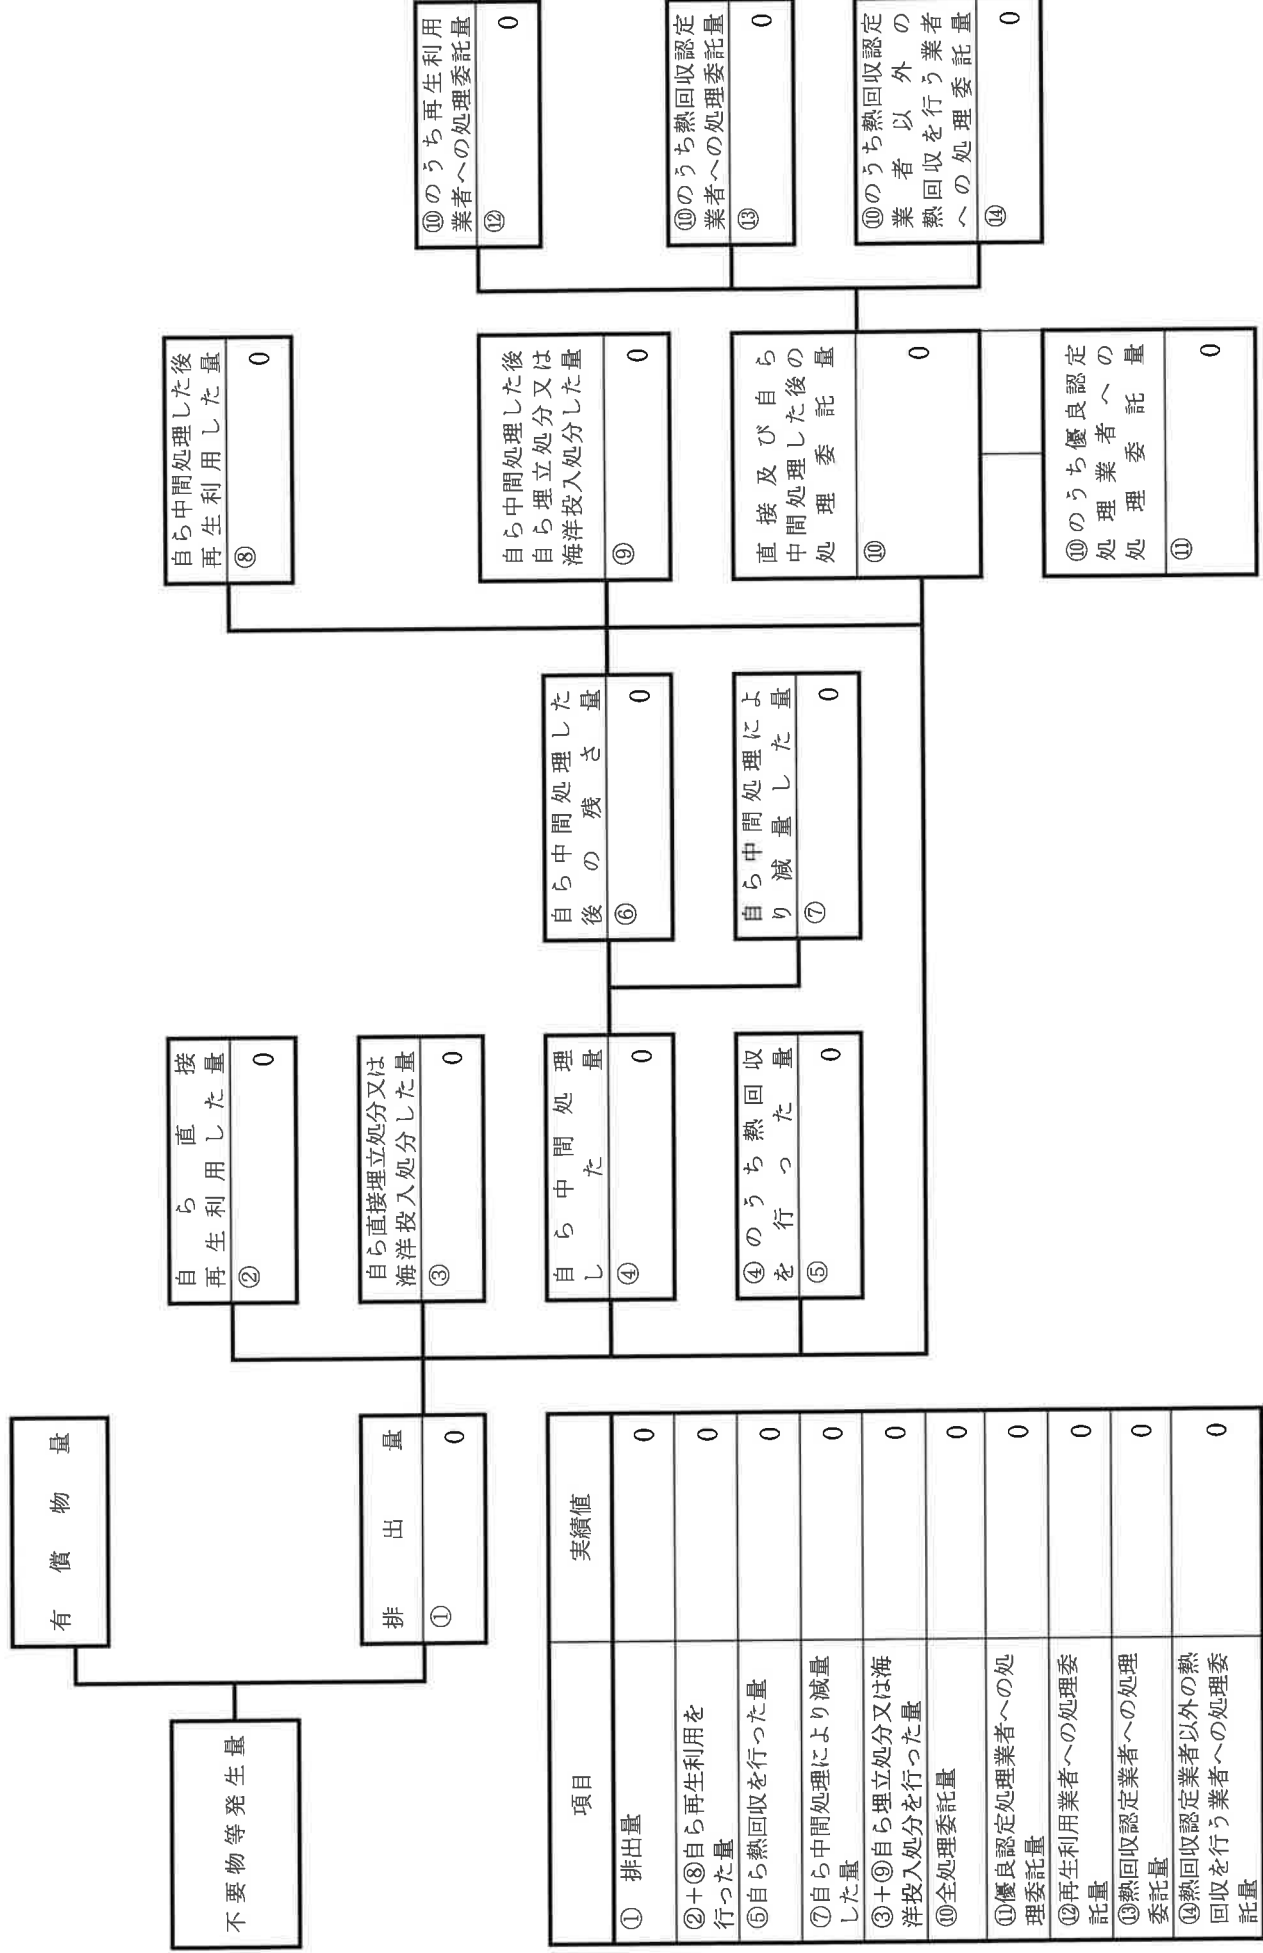 不要物等発生量
有償物量
排出量
① 0
自ら直接
再生利用した量
② 0
自ら直接埋立処分又は
海洋投入処分した量
③ 0
自ら中間処理
した量
④ 0
④のうち熱回収
を行った量
⑤ 0
自ら中間処理した
後の残さ量
⑥ 0
自ら中間処理によ
り減量した量
⑦ 0
自ら中間処理した後
再生利用した量
⑧ 0
自ら中間処理した後
自ら埋立処分又は
海洋投入処分した量
⑨ 0
直接及び自ら
中間処理した後の
処理委託量
⑩ 0
⑩のうち優良認定
処理業者への
処理委託量
⑪ 0
⑩のうち再生利用
業者への処理委託量
⑫ 0
⑩のうち熱回収認定
業者への処理委託量
⑬ 0
⑩のうち熱回収認定
業者以外の
熱回収を行う業者
への処理委託量
⑭ 0
項目 実績値
① 排出量 0
②+⑧自ら再生利用を
行った量 0
⑤自ら熱回収を行った量 0
⑦自ら中間処理により減量
した量 0
③+⑨自ら埋立処分又は海
洋投入処分を行った量 0
⑩全処理委託量 0
⑪優良認定処理業者への処
理委託量 0
⑫再生利用業者への処理委
託量 0
⑬熱回収認定業者への処理
委託量 0
⑭熱回収認定業者以外の熱
回収を行う業者への処理委
託量 0